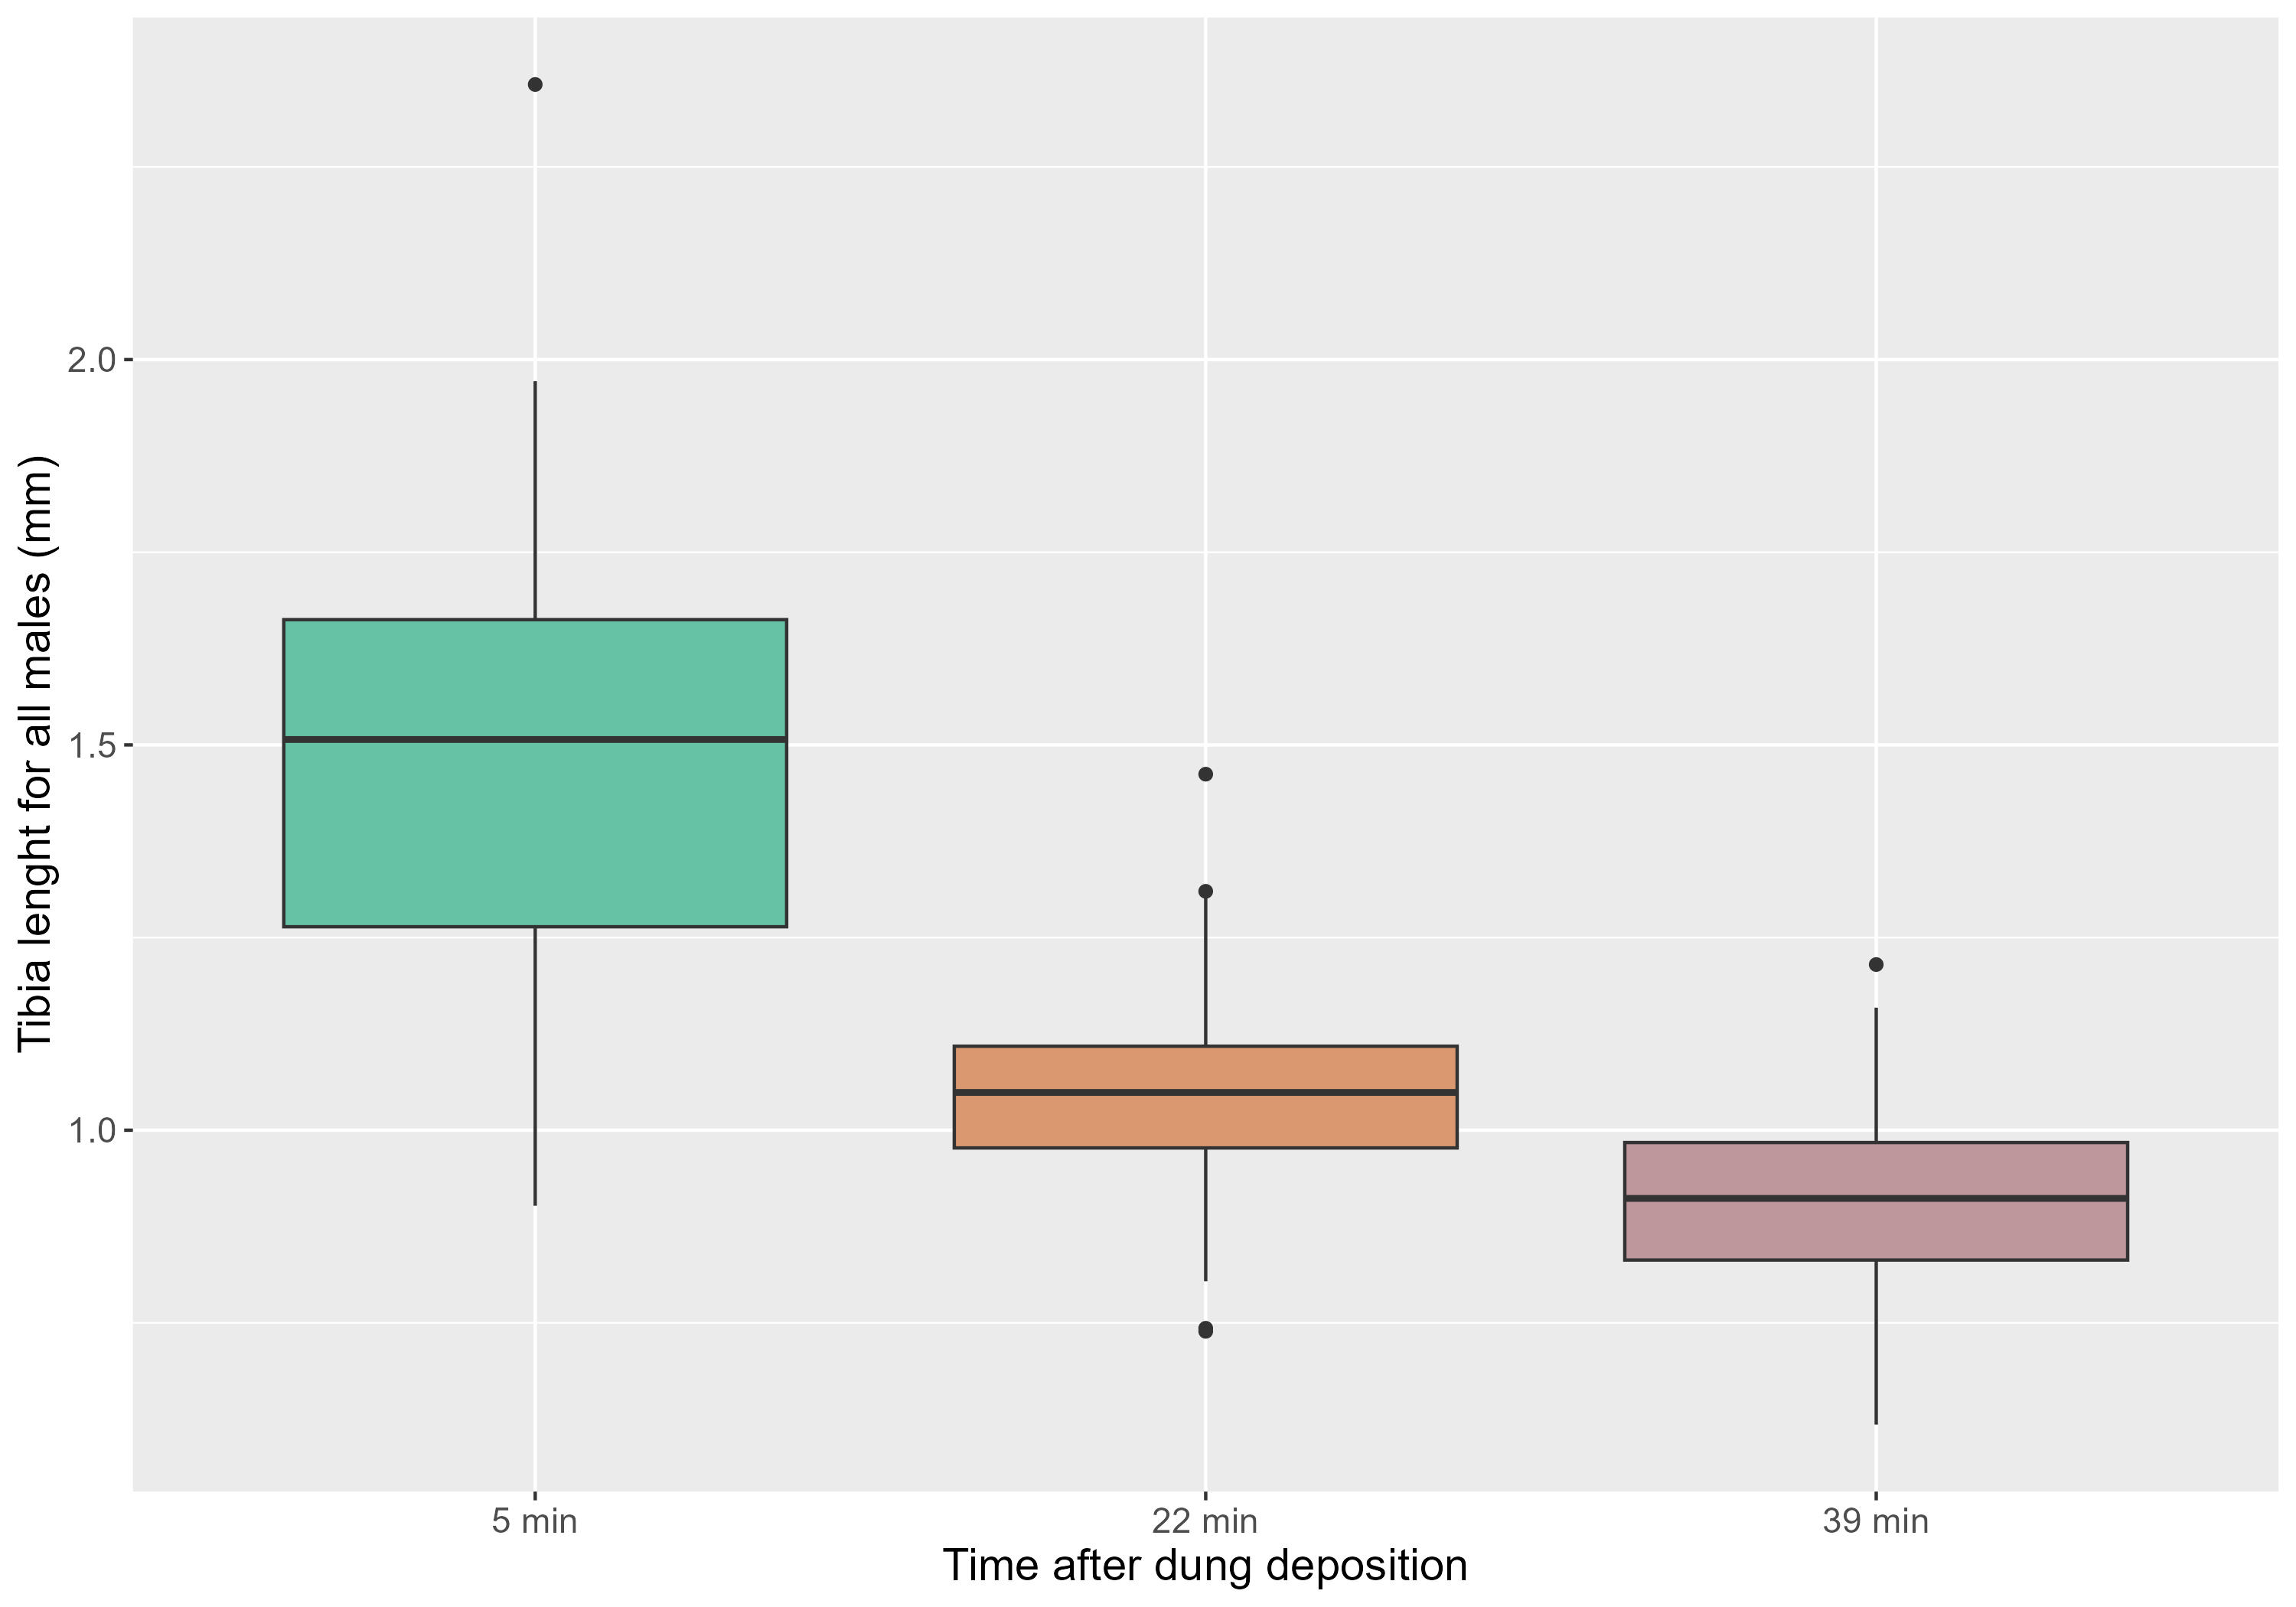 Tibia lenght for all males (mm)
2.0
1.5
1.0
5 min
22 min
39 min
Time after dung deposition